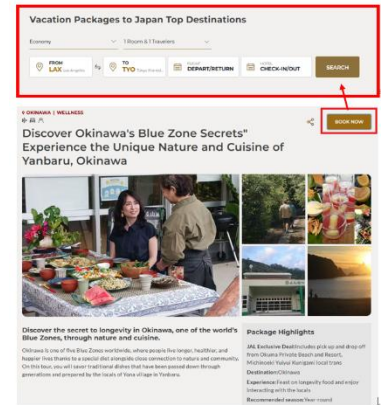 Vacation Packages to Japan Top Destinations
Economy
1 Room & 1 Travelers
FROM
LAX
TO
TYO
DEPART/RETURN
CHECK-IN/OUT
SEARCH
OKINAWA | WELLNESS
BOOK NOW
Discover Okinawa's Blue Zone Secrets"
Experience the Unique Nature and Cuisine of
Yanbaru, Okinawa
Discover the secret to longevity in Okinawa, one of the world's
Blue Zones, through nature and cuisine.
Okinawa is one of five Blue Zones worldwide, where people live longer, healthier, and
happier lives thanks to a special diet alongside close connection to nature and community.
On this tour, you will savor traditional dishes that have been passed down through
generations and prepared by the locals of Yona village in Yanbaru.
Package Highlights
JAL Exclusive Deal:Includes pick up and drop off
from Okuma Private Beach and Resort,
Michinoeki Yuiyui Kunigami local trans
Destination:Okinawa
Experience:Feast on longevity food and enjoy
interacting with the locals
Recommended season:Year-round